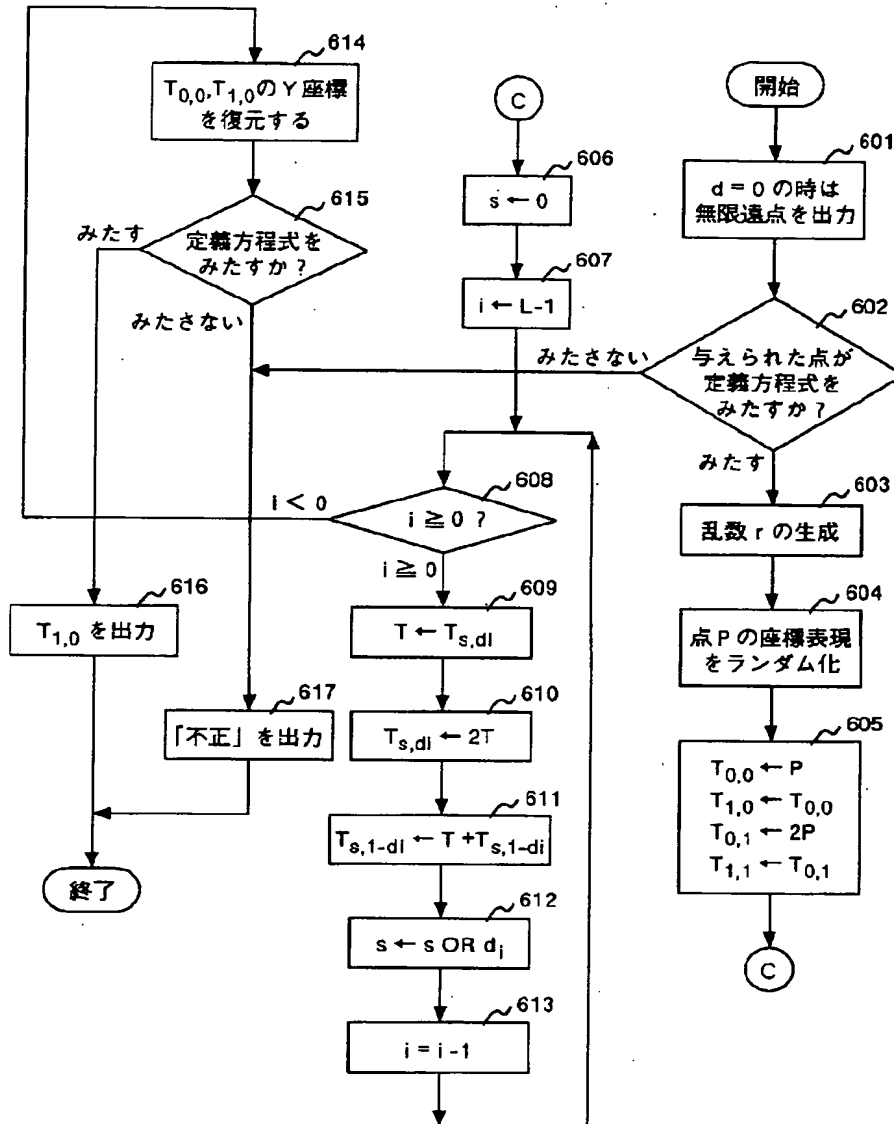 開始
601
d = 0 の時は
無限遠点を出力
602
与えられた点が
定義方程式を
みたすか?
みたさない
みたす
603
乱数 r の生成
604
点 P の座標表現
をランダム化
605
T0,0 ← P
T1,0 ← T0,0
T0,1 ← 2P
T1,1 ← T0,1
C
C
606
s ← 0
607
i ← L-1
608
i ≧ 0 ?
i < 0
i ≧ 0
609
T ← Ts,di
610
Ts,di ← 2T
611
Ts,1-di ← T + Ts,1-di
612
s ← s OR di
613
i = i-1
614
T0,0, T1,0 の Y 座標
を復元する
615
定義方程式を
みたすか?
みたす
みたさない
616
T1,0 を出力
617
「不正」を出力
終了